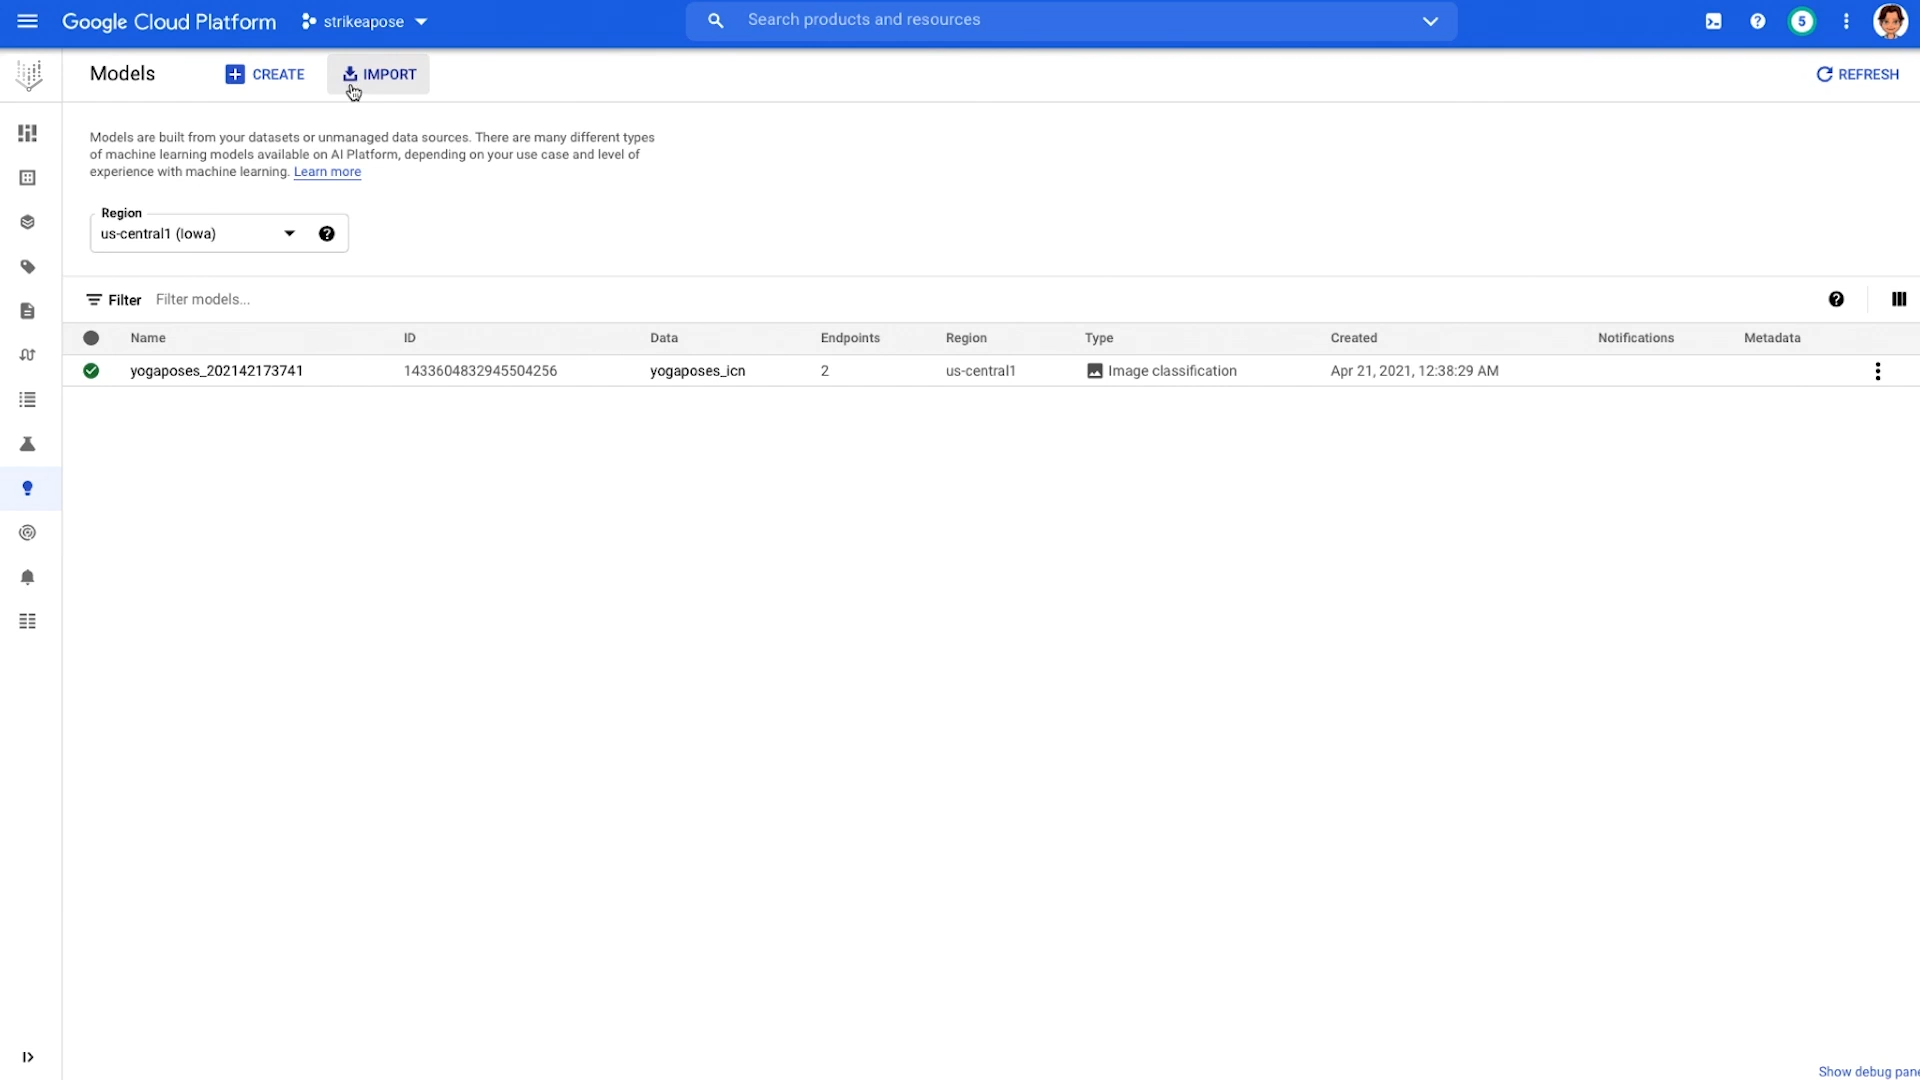 Google Cloud Platform strikeapose Search products and resources 5
Models CREATE IMPORT REFRESH
Models are built from your datasets or unmanaged data sources. There are many different types
of machine learning models available on AI Platform, depending on your use case and level of
experience with machine learning. Learn more
Region
us-central1 (Iowa)
Filter Filter models...
Name ID Data Endpoints Region Type Created Notifications Metadata
yogaposes_202142173741 1433604832945504256 yogaposes_icn 2 us-central1 Image classification Apr 21, 2021, 12:38:29 AM
Show debug pane